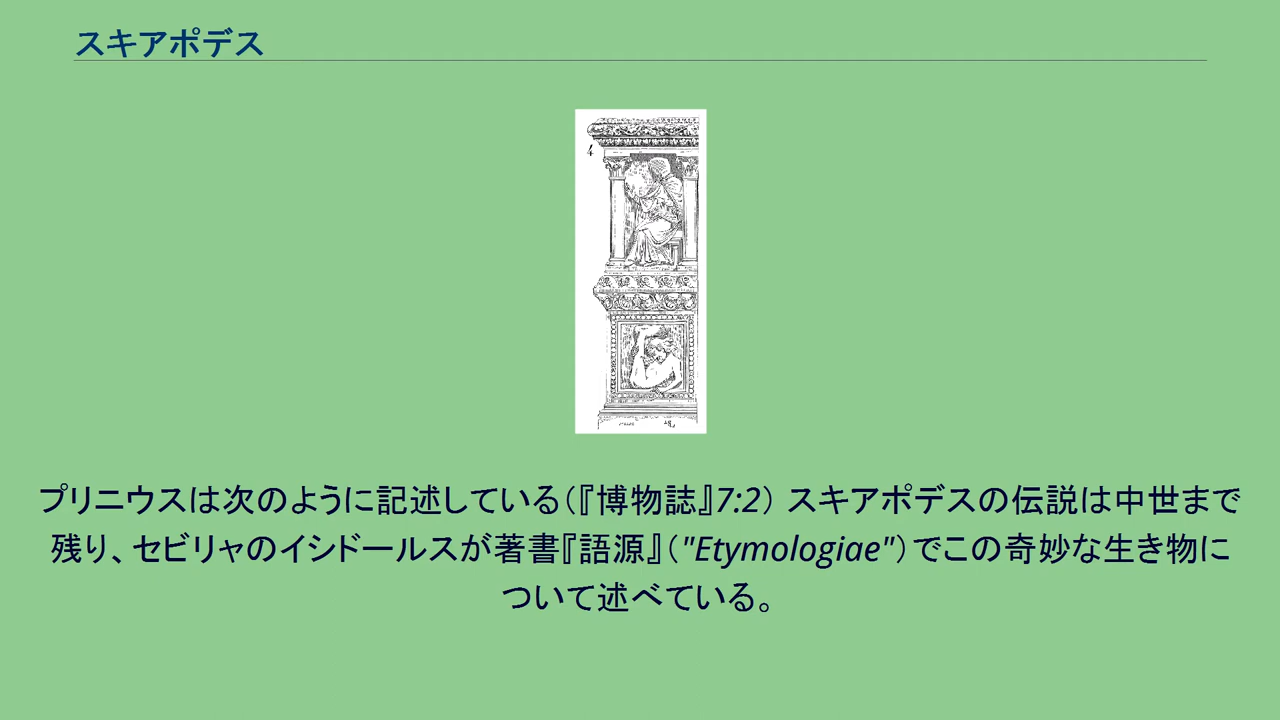 スキアポデス
4
プリニウスは次のように記述している（『博物誌』7:2） スキアポデスの伝説は中世まで
残り、セビリャのイシドールスが著書『語源』（"Etymologiae"）でこの奇妙な生き物に
ついて述べている。